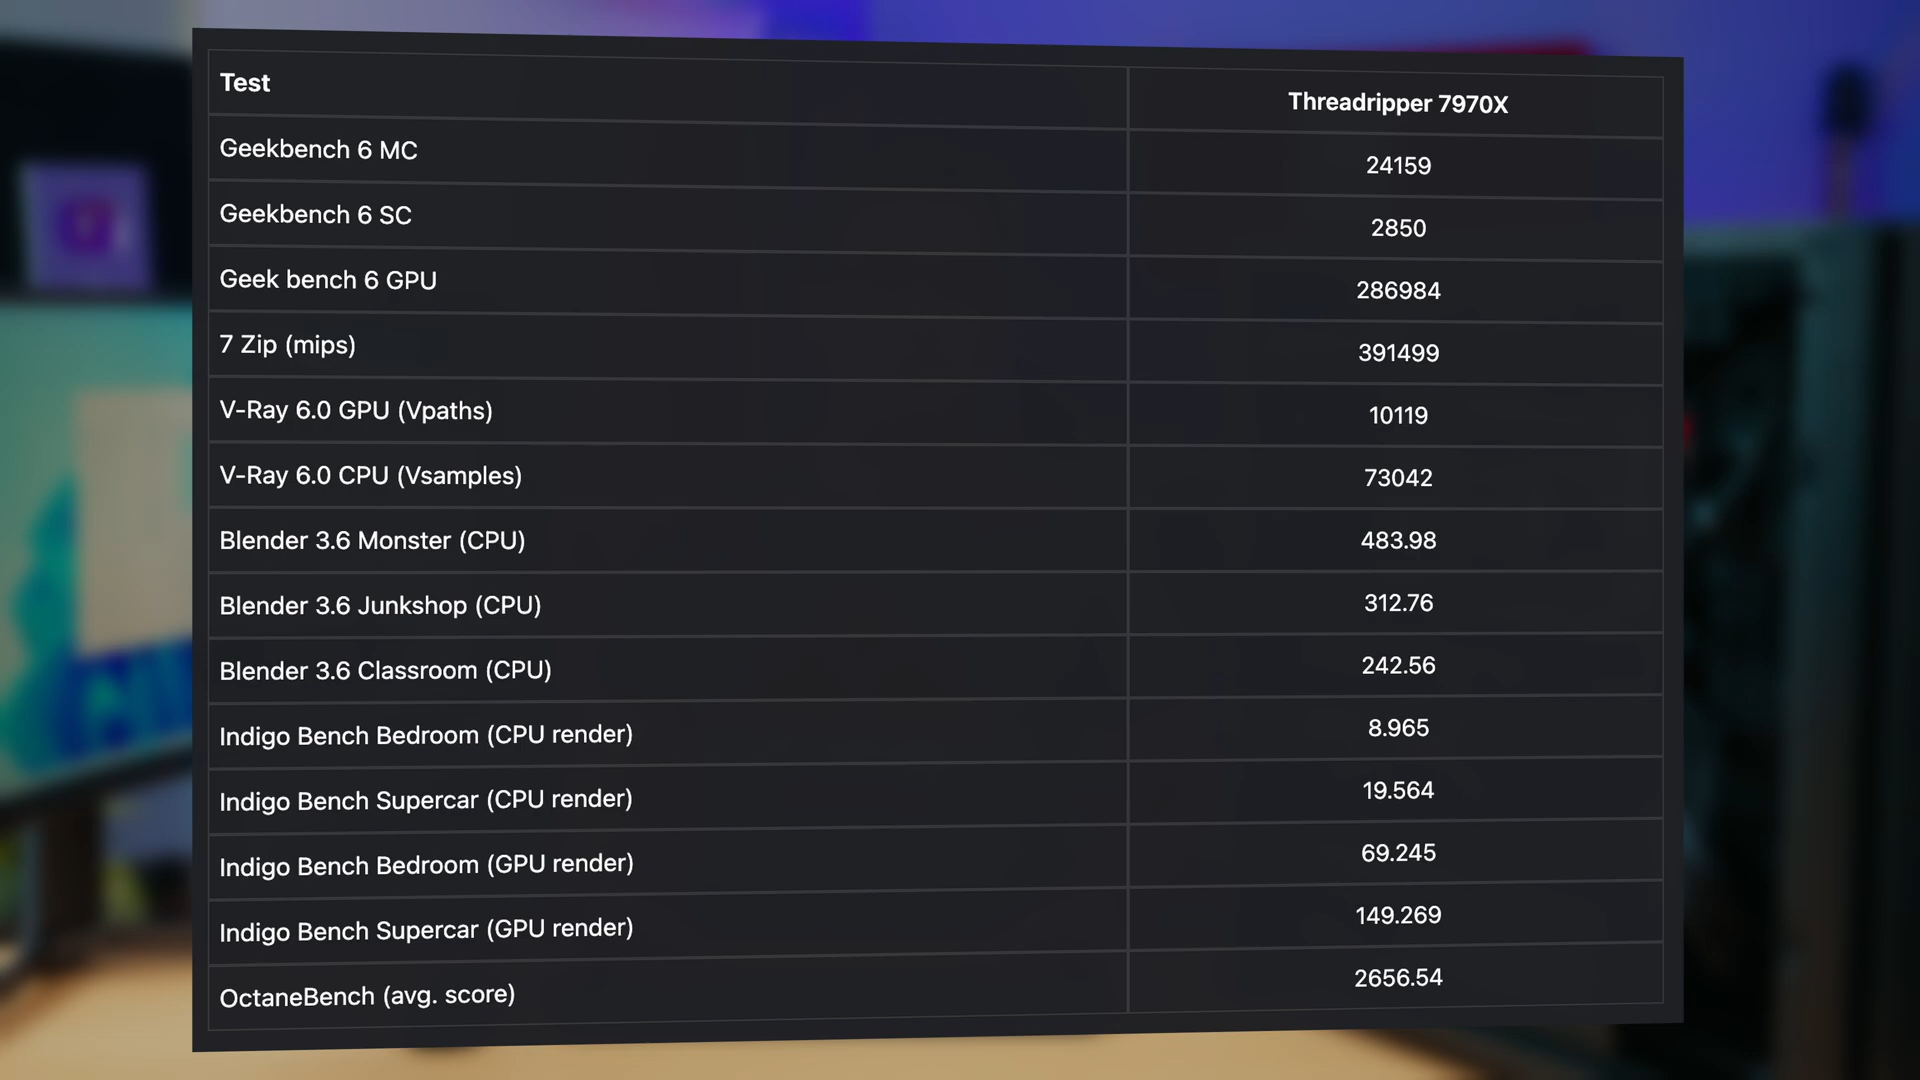 Test Threadripper 7970X
Geekbench 6 MC 24159
Geekbench 6 SC 2850
Geek bench 6 GPU 286984
7 Zip (mips) 391499
V-Ray 6.0 GPU (Vpaths) 10119
V-Ray 6.0 CPU (Vsamples) 73042
Blender 3.6 Monster (CPU) 483.98
Blender 3.6 Junkshop (CPU) 312.76
Blender 3.6 Classroom (CPU) 242.56
Indigo Bench Bedroom (CPU render) 8.965
Indigo Bench Supercar (CPU render) 19.564
Indigo Bench Bedroom (GPU render) 69.245
Indigo Bench Supercar (GPU render) 149.269
OctaneBench (avg. score) 2656.54